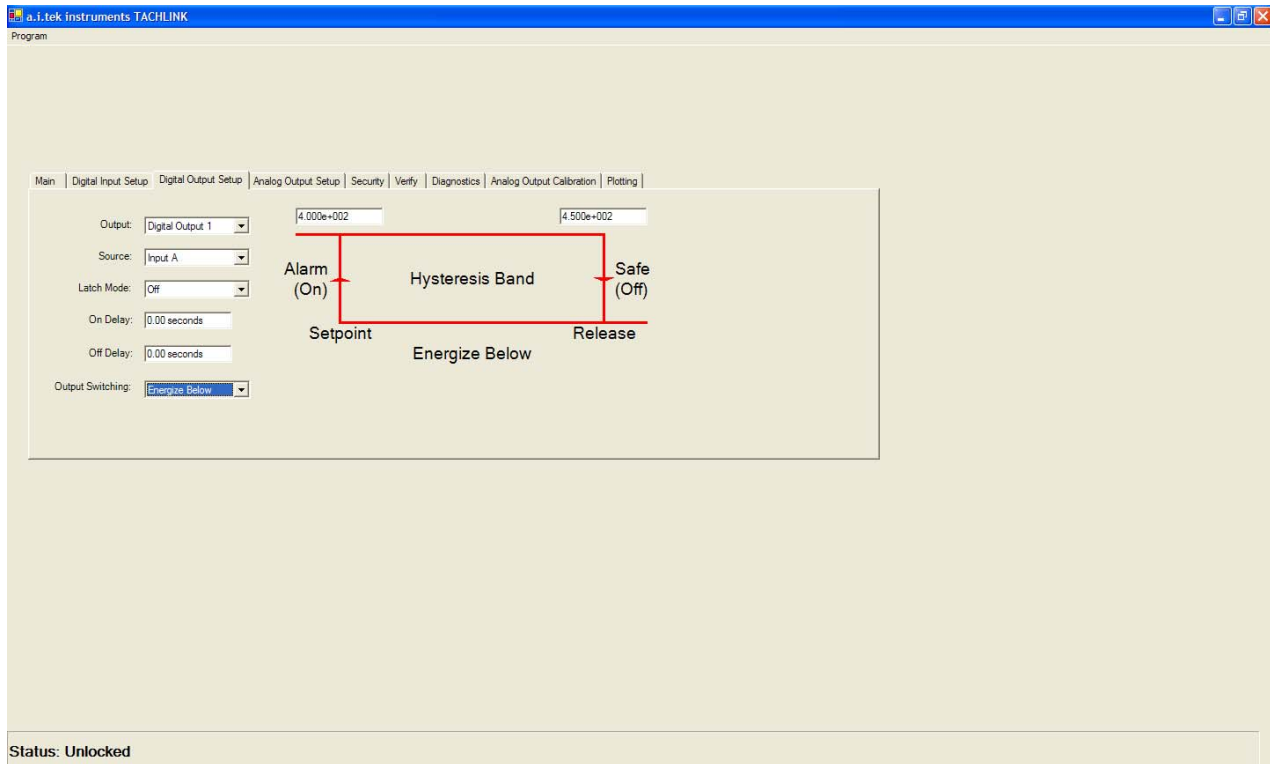 a.i.tek instruments TACHLINK
Program
Main Digital Input Setup Digital Output Setup Analog Output Setup Security Verify Diagnostics Analog Output Calibration Plotting
Output: Digital Output 1
Source: Input A
Latch Mode: Off
On Delay: 0.00 seconds
Off Delay: 0.00 seconds
Output Switching: Energize Below
4.000e+002
4.500e+002
Alarm
(On)
Hysteresis Band
Safe
(Off)
Setpoint
Release
Energize Below
Status: Unlocked